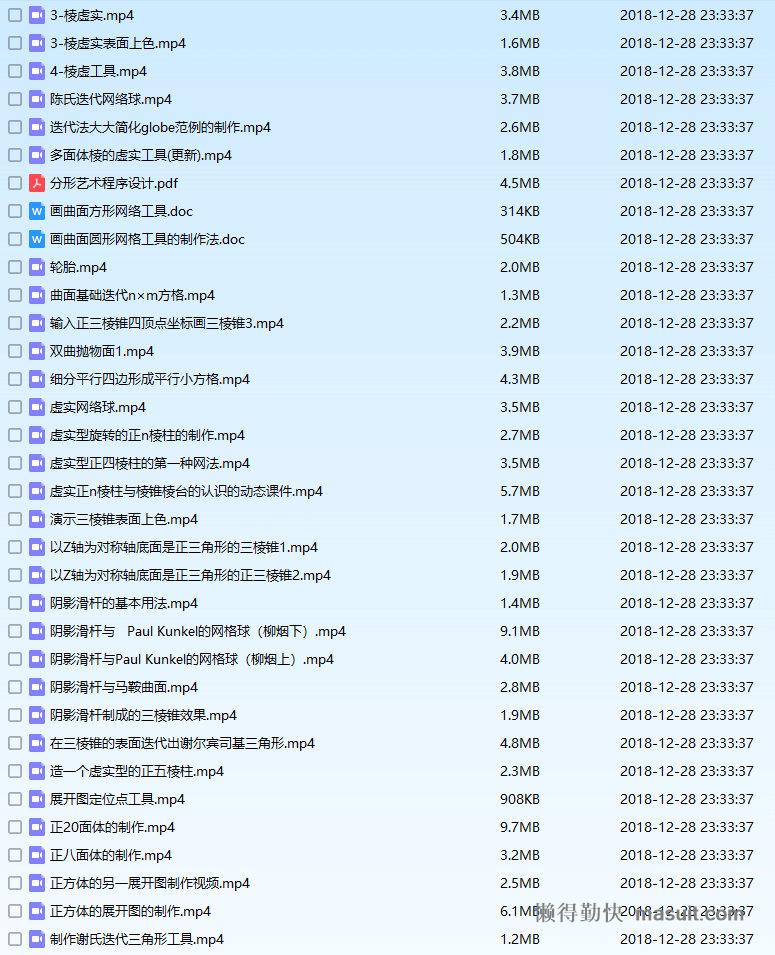 3-棱虚实.mp4 3.4MB 2018-12-28 23:33:37
3-棱虚实表面上色.mp4 1.6MB 2018-12-28 23:33:37
4-棱虚工具.mp4 3.8MB 2018-12-28 23:33:37
陈氏迭代网络球.mp4 3.7MB 2018-12-28 23:33:37
迭代法大大简化globe范例的制作.mp4 2.6MB 2018-12-28 23:33:37
多面体棱的虚实工具(更新).mp4 1.8MB 2018-12-28 23:33:37
分形艺术程序设计.pdf 4.5MB 2018-12-28 23:33:37
画曲面方形网络工具.doc 314KB 2018-12-28 23:33:37
画曲面圆形网格工具的制作法.doc 504KB 2018-12-28 23:33:37
轮胎.mp4 2.0MB 2018-12-28 23:33:37
曲面基础迭代n×m方格.mp4 1.3MB 2018-12-28 23:33:37
输入正三棱锥四顶点坐标画三棱锥3.mp4 2.2MB 2018-12-28 23:33:37
双曲抛物面1.mp4 3.9MB 2018-12-28 23:33:37
细分平行四边形成平行小方格.mp4 4.3MB 2018-12-28 23:33:37
虚实网络球.mp4 3.5MB 2018-12-28 23:33:37
虚实型旋转的正n棱柱的制作.mp4 2.7MB 2018-12-28 23:33:37
虚实型正四棱柱的第一种网法.mp4 3.5MB 2018-12-28 23:33:37
虚实正n棱柱与棱锥棱台的认识的动态课件.mp4 5.7MB 2018-12-28 23:33:37
演示三棱锥表面上色.mp4 1.7MB 2018-12-28 23:33:37
以Z轴为对称轴底面是正三角形的三棱锥1.mp4 2.0MB 2018-12-28 23:33:37
以Z轴为对称轴底面是正三角形的正三棱锥2.mp4 1.9MB 2018-12-28 23:33:37
阴影滑杆的基本用法.mp4 1.4MB 2018-12-28 23:33:37
阴影滑杆与 Paul Kunkel的网格球（柳烟下）.mp4 9.1MB 2018-12-28 23:33:37
阴影滑杆与Paul Kunkel的网格球（柳烟上）.mp4 4.0MB 2018-12-28 23:33:37
阴影滑杆与马鞍曲面.mp4 2.8MB 2018-12-28 23:33:37
阴影滑杆制成的三棱锥效果.mp4 1.9MB 2018-12-28 23:33:37
在三棱锥的表面迭代出谢尔宾司基三角形.mp4 4.8MB 2018-12-28 23:33:37
造一个虚实型的正五棱柱.mp4 2.3MB 2018-12-28 23:33:37
展开图定位点工具.mp4 908KB 2018-12-28 23:33:37
正20面体的制作.mp4 9.7MB 2018-12-28 23:33:37
正八面体的制作.mp4 3.2MB 2018-12-28 23:33:37
正方体的另一展开图制作视频.mp4 2.5MB 2018-12-28 23:33:37
正方体的展开图的制作.mp4 6.1MB 2018-12-28 23:33:37
懒得勤快 masuit.com
制作谢氏迭代三角形工具.mp4 1.2MB 2018-12-28 23:33:37